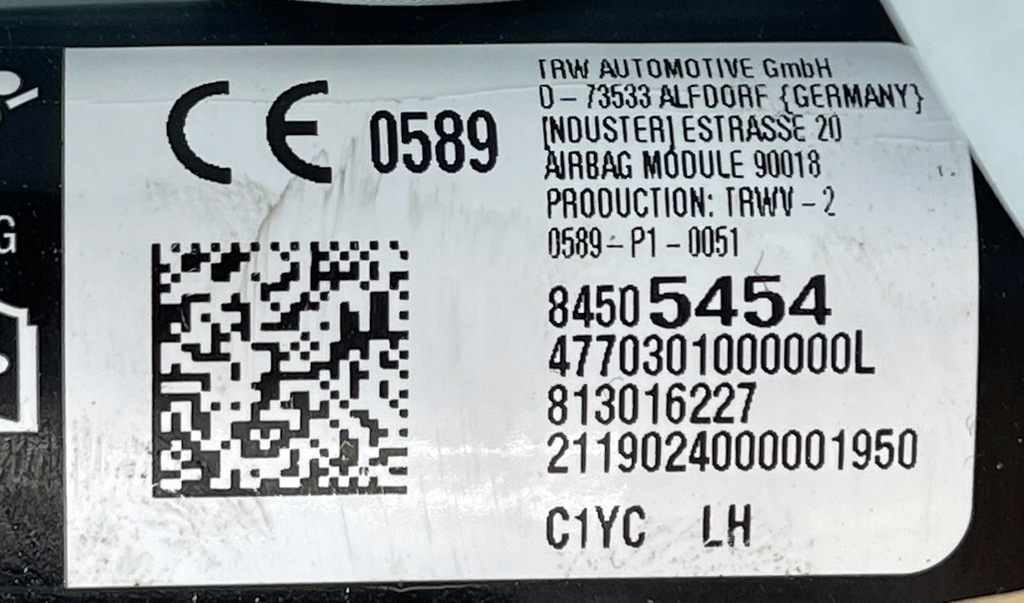 CE 0589
TRW AUTOMOTIVE GmbH
D - 73533 ALFDORF {GERMANY}
[NDUSTER] ESTRASSE 20
AIRBAG MODULE 90018
PRODUCTION: TRWV - 2
0589 - P1 - 0051
84505454
4770301000000L
813016227
2119024000001950
C1YC LH
G